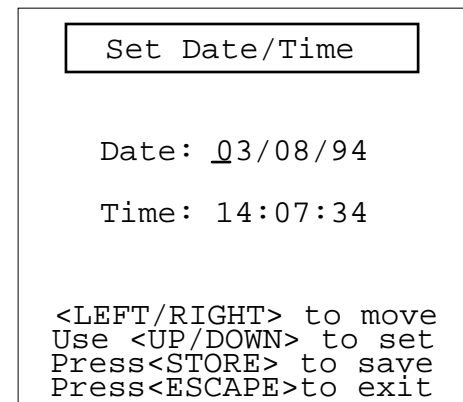 Set Date/Time
Date: 03/08/94
Time: 14:07:34
<LEFT/RIGHT> to move
Use <UP/DOWN> to set
Press<STORE> to save
Press<ESCAPE>to exit